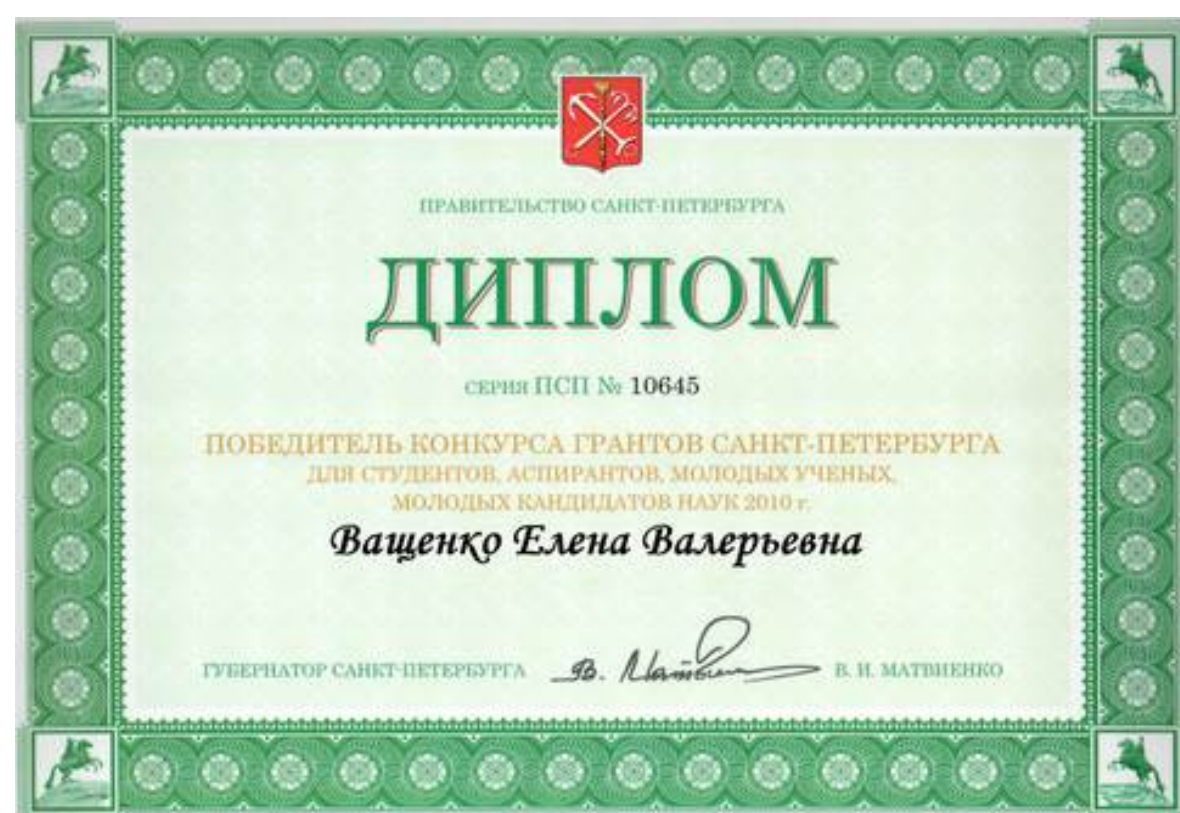 ПРАВИТЕЛЬСТВО САНКТ-ПЕТЕРБУРГА
ДИПЛОМ
СЕРИЯ ПСП № 10645
ПОБЕДИТЕЛЬ КОНКУРСА ГРАНТОВ САНКТ-ПЕТЕРБУРГА
ДЛЯ СТУДЕНТОВ, АСПИРАНТОВ, МОЛОДЫХ УЧЕНЫХ,
МОЛОДЫХ КАНДИДАТОВ НАУК 2010 г.
Ващенко Елена Валерьевна
ГУБЕРНАТОР САНКТ-ПЕТЕРБУРГА В. И. МАТВИЕНКО